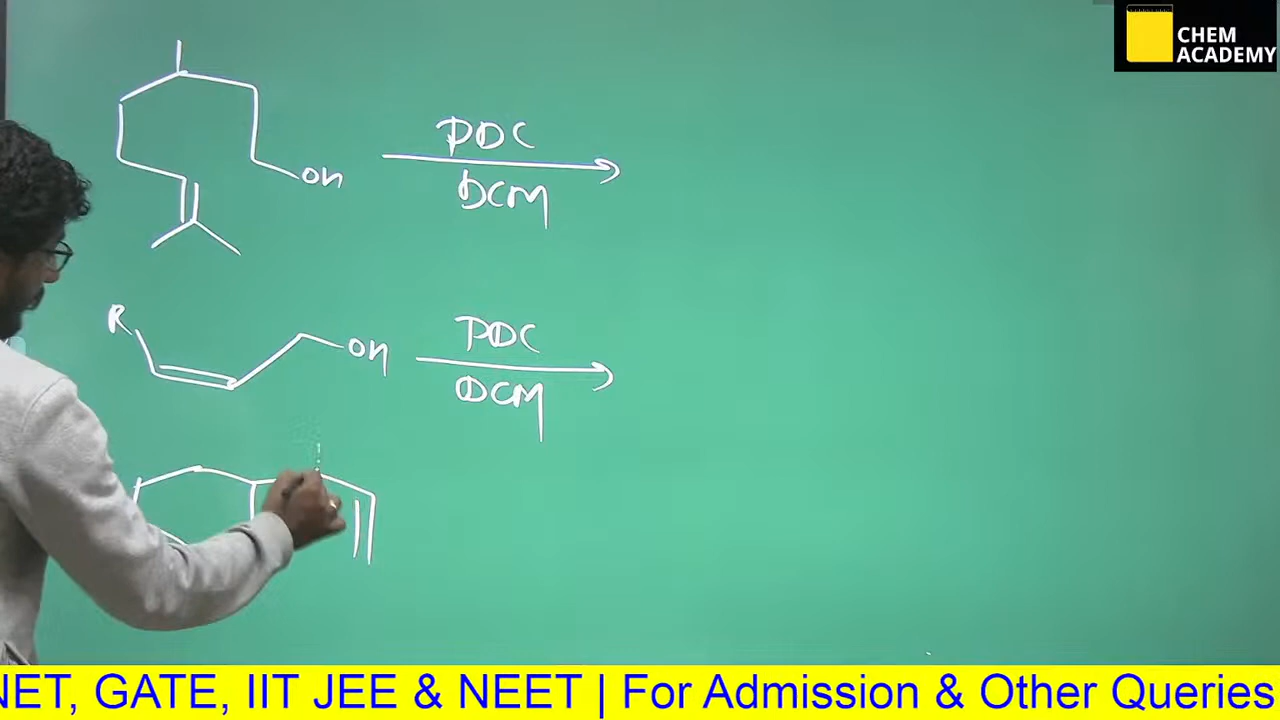 CHEM
ACADEMY
PDC
OH
DCM
R
OH
PDC
DCM
NET, GATE, IIT JEE & NEET | For Admission & Other Queries